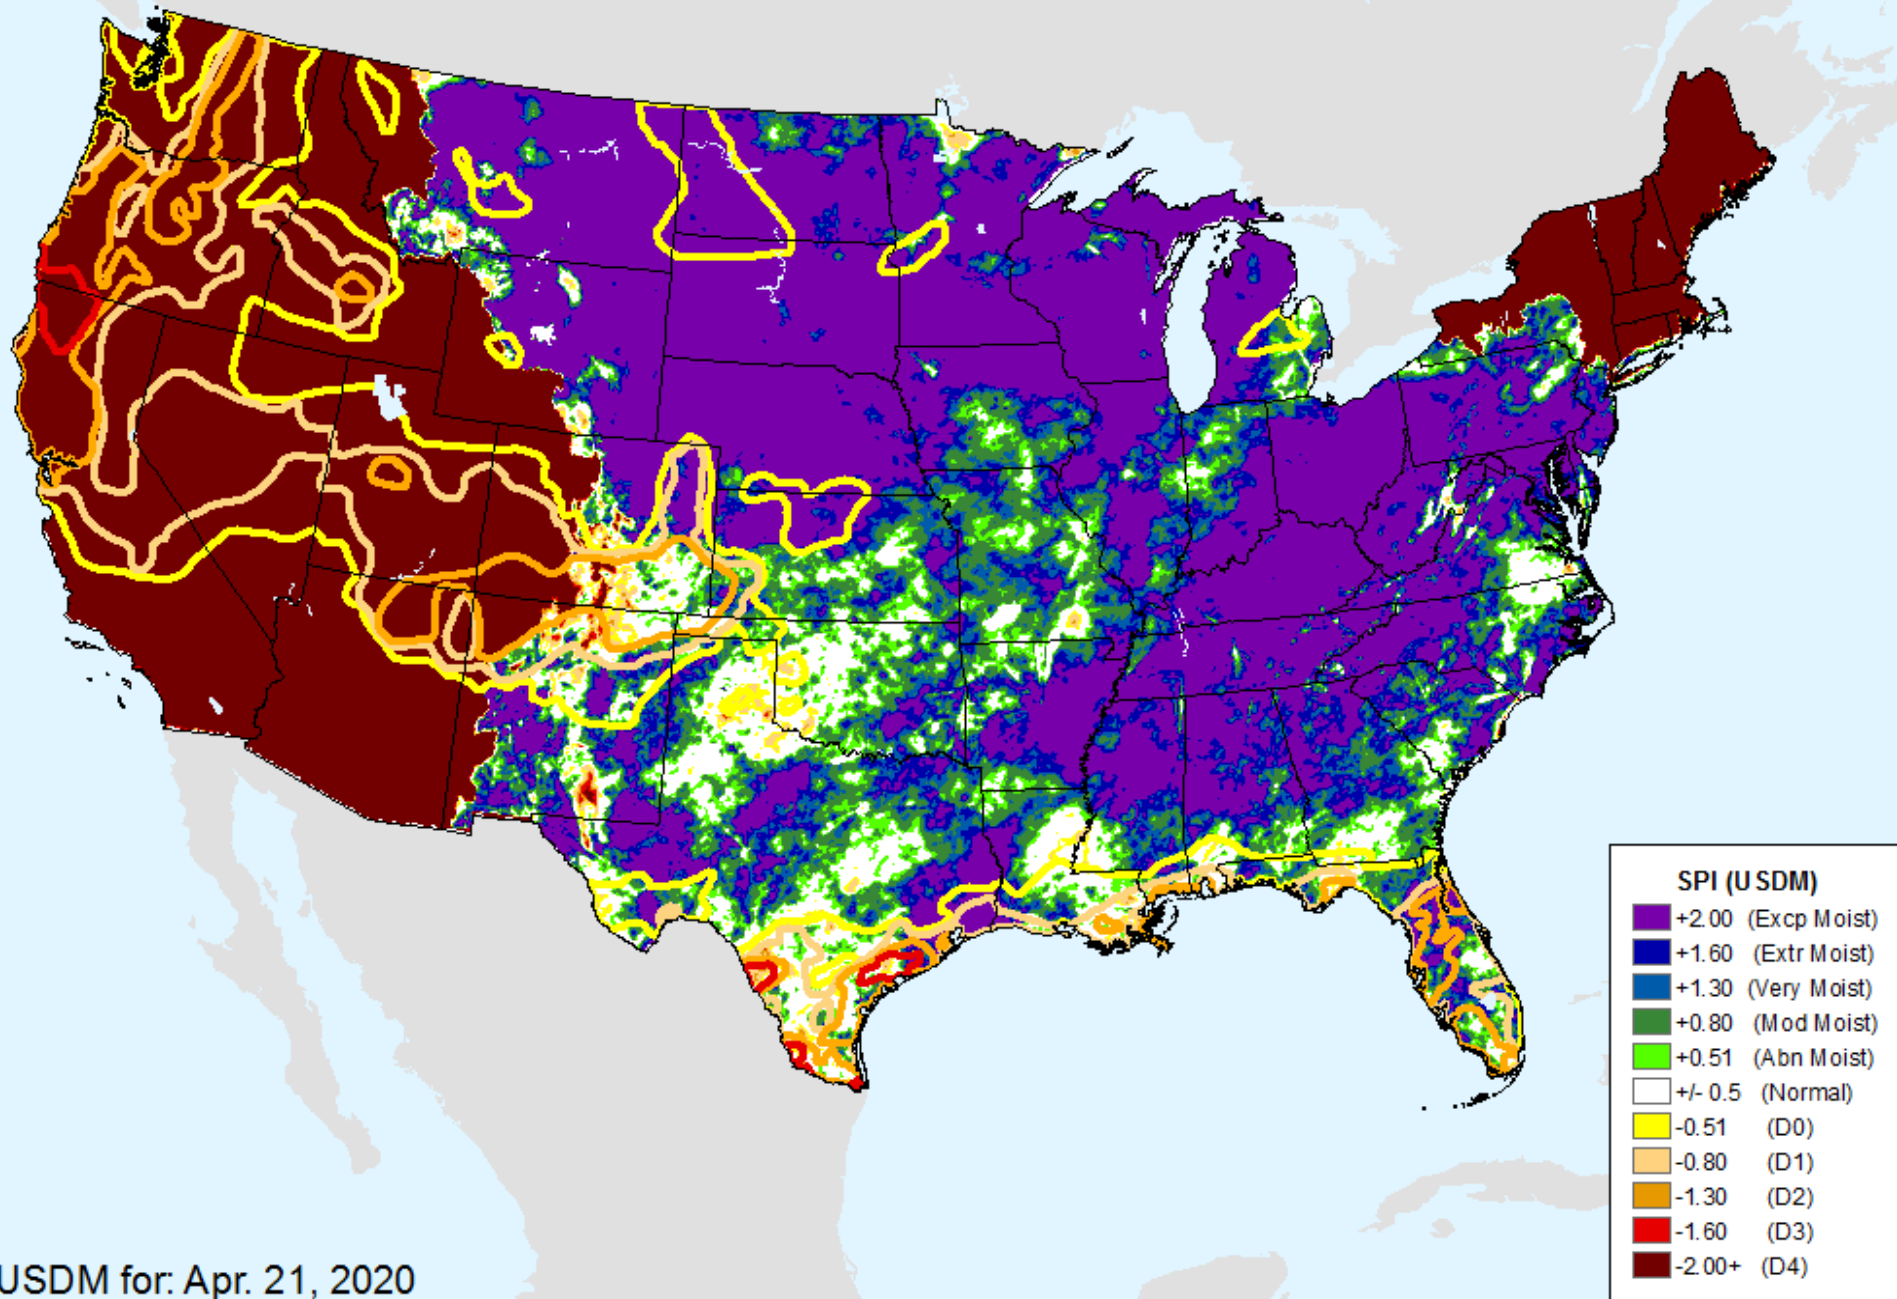 SPI (USDM)
+2.00 (Excp Moist)
+1.60 (Extr Moist)
+1.30 (Very Moist)
+0.80 (Mod Moist)
+0.51 (Abn Moist)
+/- 0.5 (Normal)
-0.51 (D0)
-0.80 (D1)
-1.30 (D2)
-1.60 (D3)
-2.00+ (D4)
USDM for: Apr. 21, 2020